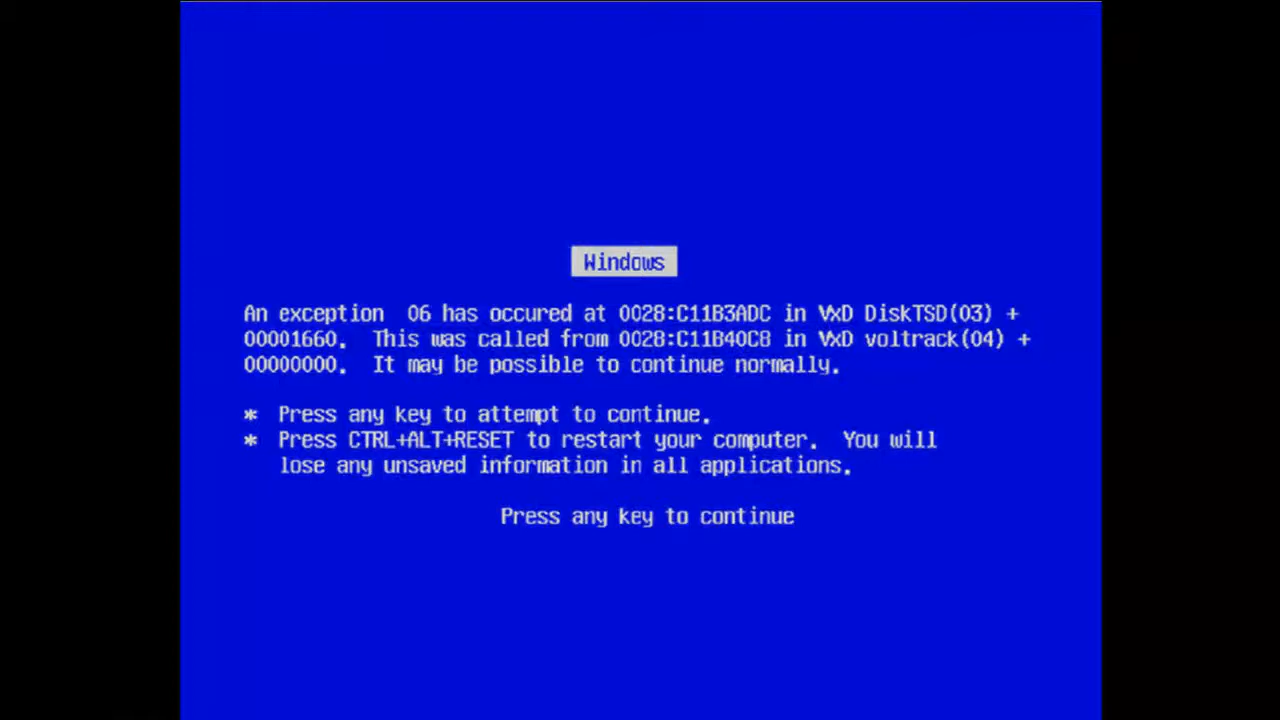 Windows
An exception  06 has occured at 0028:C11B3ADC in VxD DiskTSD(03) +
00001660.  This was called from 0028:C11B40C8 in VxD voltrack(04) +
00000000.  It may be possible to continue normally.
*  Press any key to attempt to continue.
*  Press CTRL+ALT+RESET to restart your computer.  You will
lose any unsaved information in all applications.
Press any key to continue